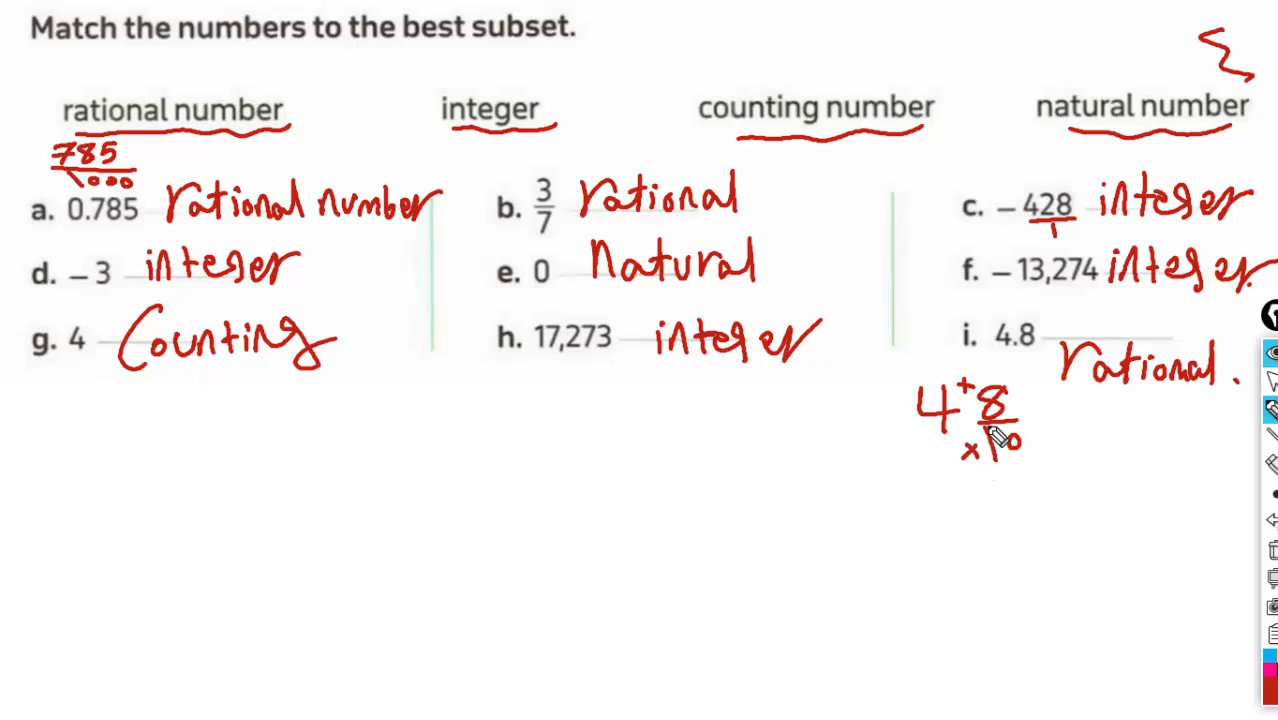 Match the numbers to the best subset.
rational number integer counting number natural number
785
1000
a. 0.785 rational number b. 3/7 rational c. – 428 integer
1
d. – 3 integer e. 0 Natural f. – 13,274 integer.
g. 4 Counting h. 17,273 integer i. 4.8 rational.
4 + 8
× 10